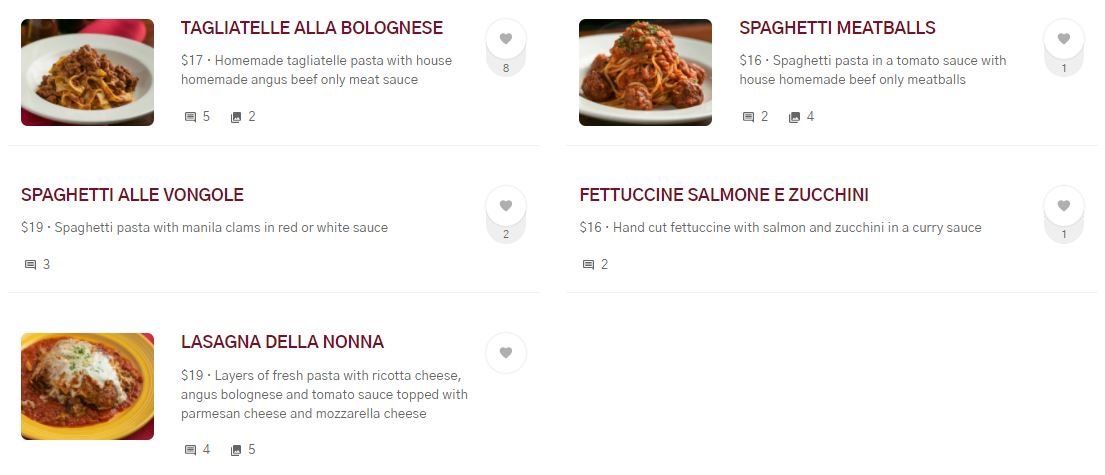 TAGLIATELLE ALLA BOLOGNESE
$17 · Homemade tagliatelle pasta with house
homemade angus beef only meat sauce
8
5 2
SPAGHETTI MEATBALLS
$16 · Spaghetti pasta in a tomato sauce with
house homemade beef only meatballs
1
2 4
SPAGHETTI ALLE VONGOLE
$19 · Spaghetti pasta with manila clams in red or white sauce
2
3
FETTUCCINE SALMONE E ZUCCHINI
$16 · Hand cut fettuccine with salmon and zucchini in a curry sauce
1
2
LASAGNA DELLA NONNA
$19 · Layers of fresh pasta with ricotta cheese,
angus bolognese and tomato sauce topped with
parmesan cheese and mozzarella cheese
4 5